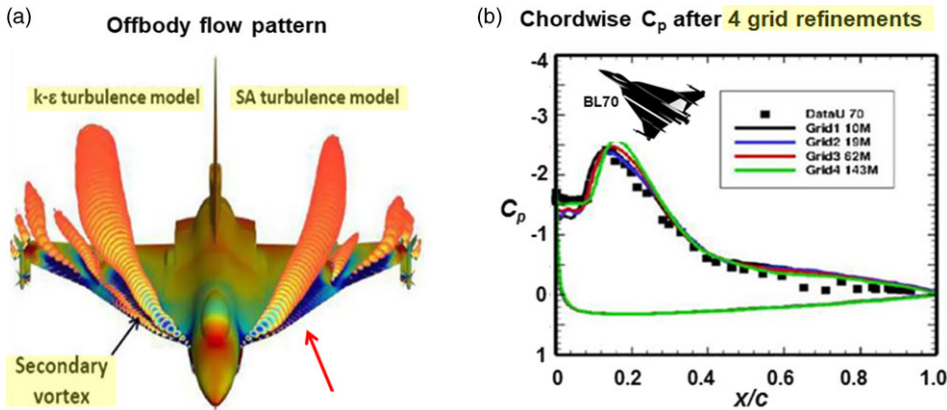 (a)
Offbody flow pattern
k-ε turbulence model
SA turbulence model
Secondary
vortex
(b) Chordwise Cp after 4 grid refinements
-4
-3
-2
-1
0
1
Cp
BL70
DataU 70
Grid1 10M
Grid2 19M
Grid3 62M
Grid4 143M
0 0.2 0.4 0.6 0.8 1.0
x/c